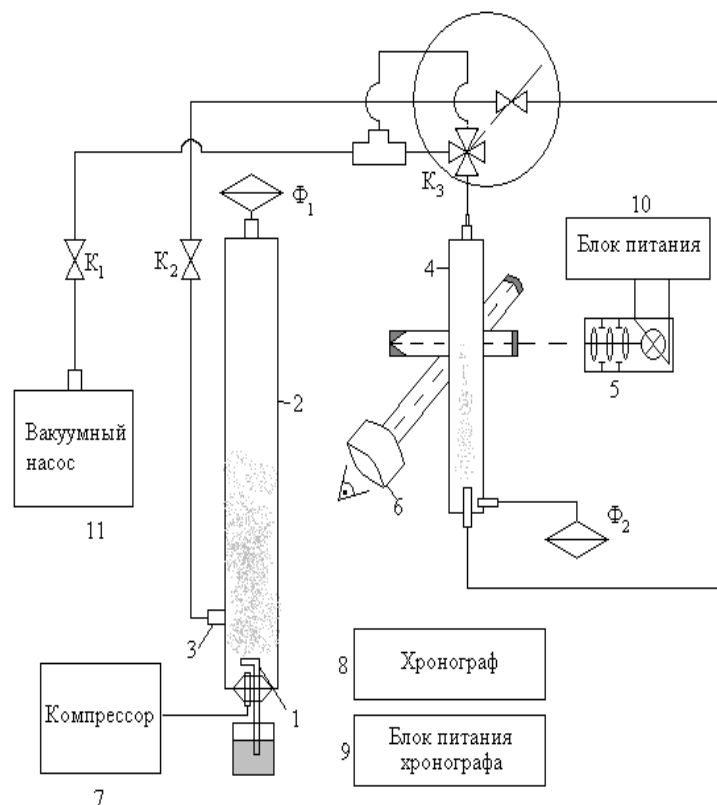 К3
Ф1
10
Блок питания
К1
К2
4
5
2
Вакуумный
насос
6
Ф2
11
3
8
Хронограф
Компрессор
1
9
Блок питания
хронографа
7